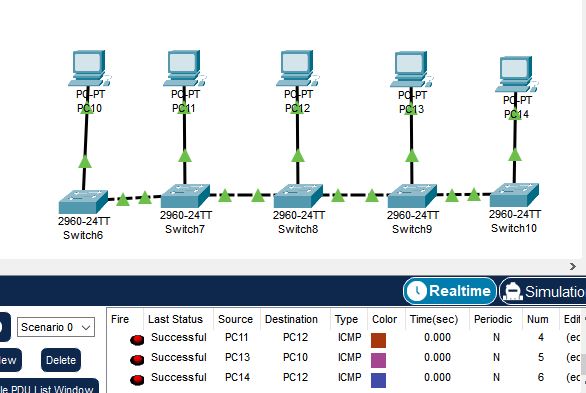 PC-PT
PC10
PC-PT
PC11
PC-PT
PC12
PC-PT
PC13
PC-PT
PC14
2960-24TT
Switch6
2960-24TT
Switch7
2960-24TT
Switch8
2960-24TT
Switch9
2960-24TT
Switch10
Realtime
Simulatio
Scenario 0
Delete
le PDU List Window
Fire Last Status Source Destination Type Color Time(sec) Periodic Num Edi
Successful PC11 PC12 ICMP 0.000 N 4 (ec
Successful PC13 PC10 ICMP 0.000 N 5 (ec
Successful PC14 PC12 ICMP 0.000 N 6 (ec